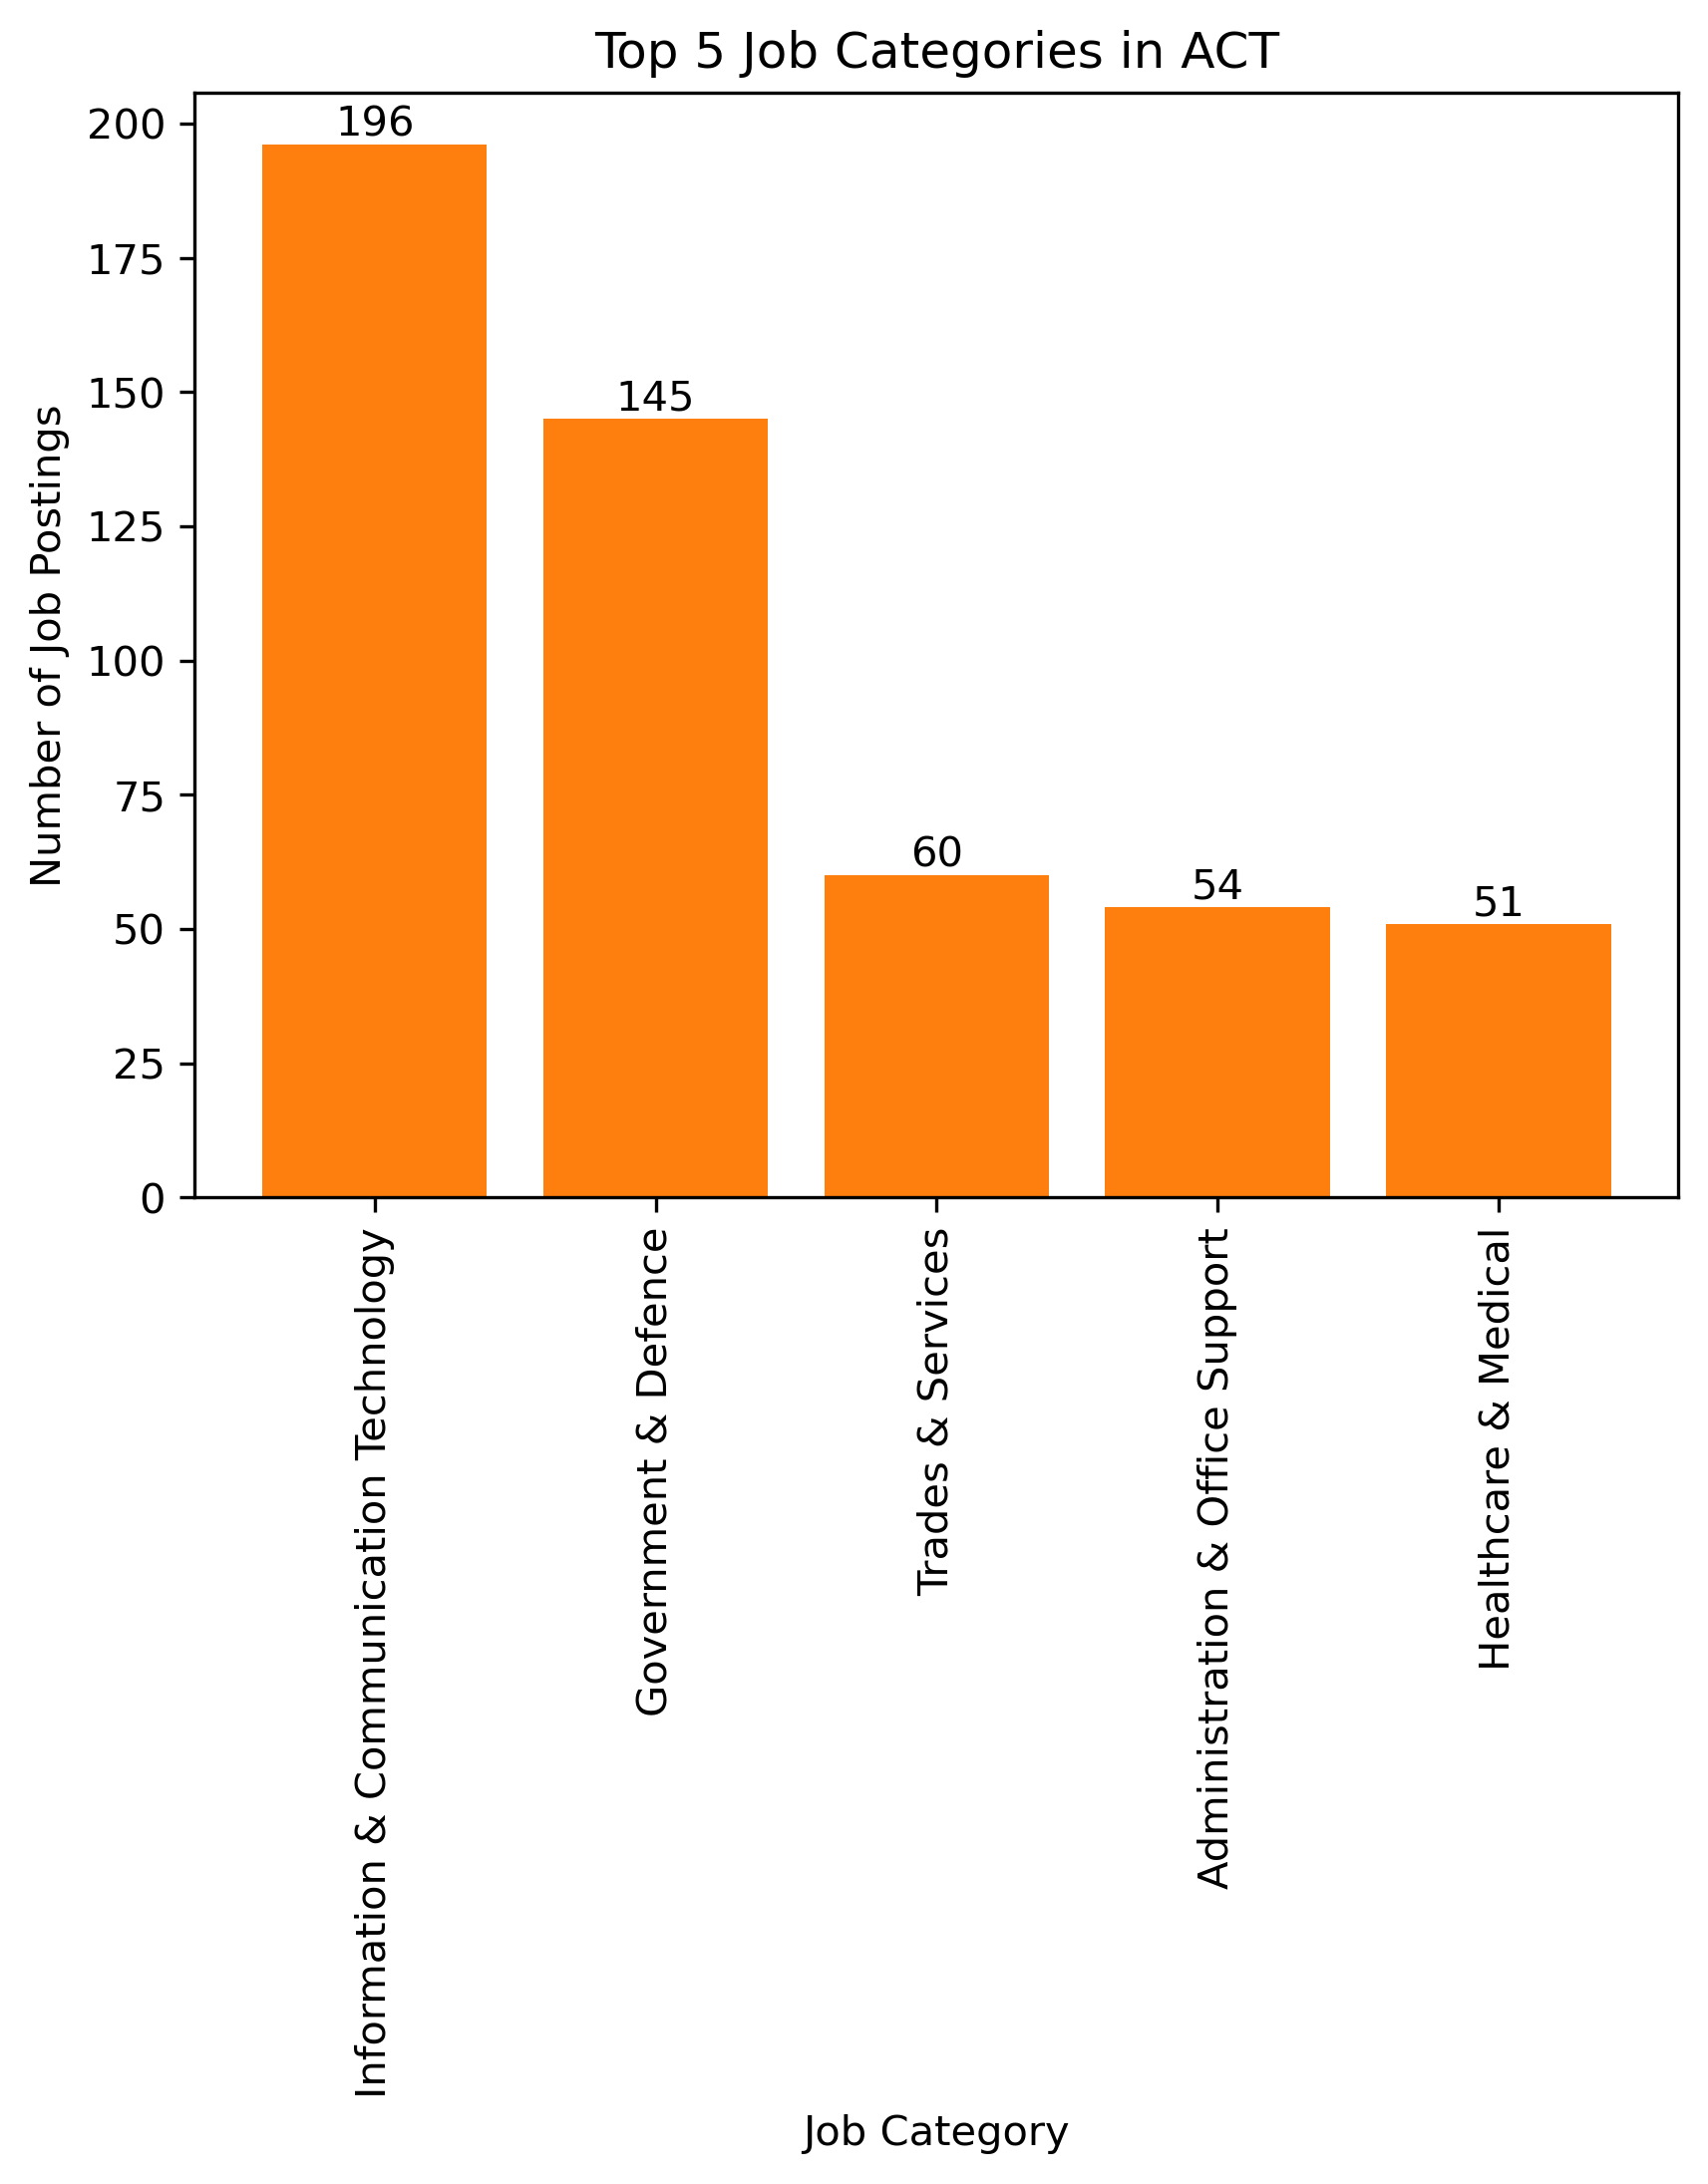 Top 5 Job Categories in ACT
Number of Job Postings
200
175
150
125
100
75
50
25
0
196
145
60
54
51
Information & Communication Technology
Government & Defence
Trades & Services
Administration & Office Support
Healthcare & Medical
Job Category